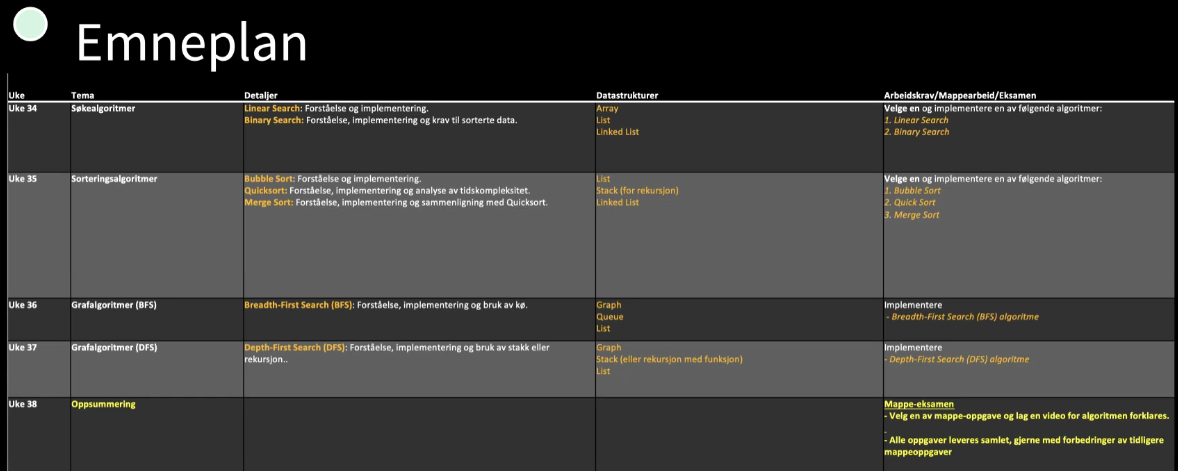 Emneplan
Uke Tema Detaljer Datastrukturer Arbeidskrav/Mappearbeid/Eksamen
Uke 34 Søkealgoritmer Linear Search: Forståelse og implementering. Array Velge en og implementere en av følgende algoritmer:
Binary Search: Forståelse, implementering og krav til sorterte data. List 1. Linear Search
Linked List 2. Binary Search
Uke 35 Sorteringsalgoritmer Bubble Sort: Forståelse og implementering. List Velge en og implementere en av følgende algoritmer:
Quicksort: Forståelse, implementering og analyse av tidskompleksitet. Stack (for rekursjon) 1. Bubble Sort
Merge Sort: Forståelse, implementering og sammenligning med Quicksort. Linked List 2. Quick Sort
3. Merge Sort
Uke 36 Grafalgoritmer (BFS) Breadth-First Search (BFS): Forståelse, implementering og bruk av kø. Graph Implementere
Queue - Breadth-First Search (BFS) algoritme
List
Uke 37 Grafalgoritmer (DFS) Depth-First Search (DFS): Forståelse, implementering og bruk av stakk eller Graph Implementere
rekursjon.. Stack (eller rekursjon med funksjon) - Depth-First Search (DFS) algoritme
List
Uke 38 Oppsummering Mappe-eksamen
- Velg en av mappe-oppgave og lag en video for algoritmen forklares.
-
- Alle oppgaver leveres samlet, gjerne med forbedringer av tidligere
mappeoppgaver